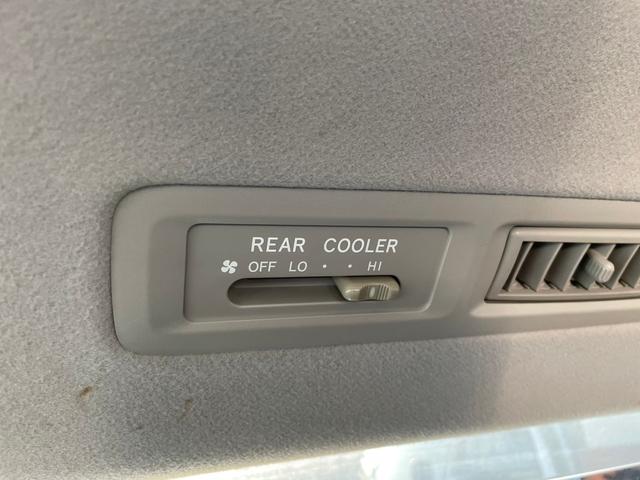 REAR COOLER
OFF LO · · HI